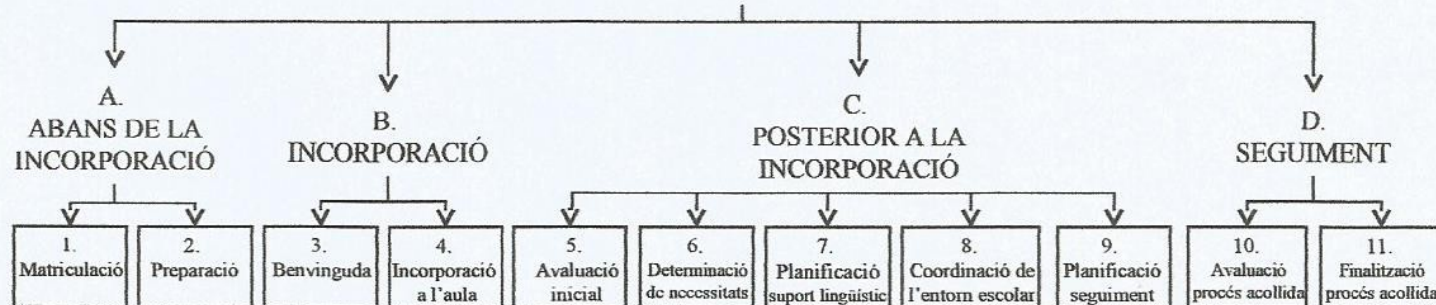 A.
ABANS DE LA
INCORPORACIÓ
B.
INCORPORACIÓ
C.
POSTERIOR A LA
INCORPORACIÓ
D.
SEGUIMENT
1.
Matriculació
2.
Preparació
3.
Benvinguda
4.
Incorporació
a l'aula
5.
Avaluació
inicial
6.
Determinació
de necessitats
7.
Planificació
suport lingüístic
8.
Coordinació de
l'entorn escolar
9.
Planificació
seguiment
10.
Avaluació
procés acollida
11.
Finalització
procés acollida